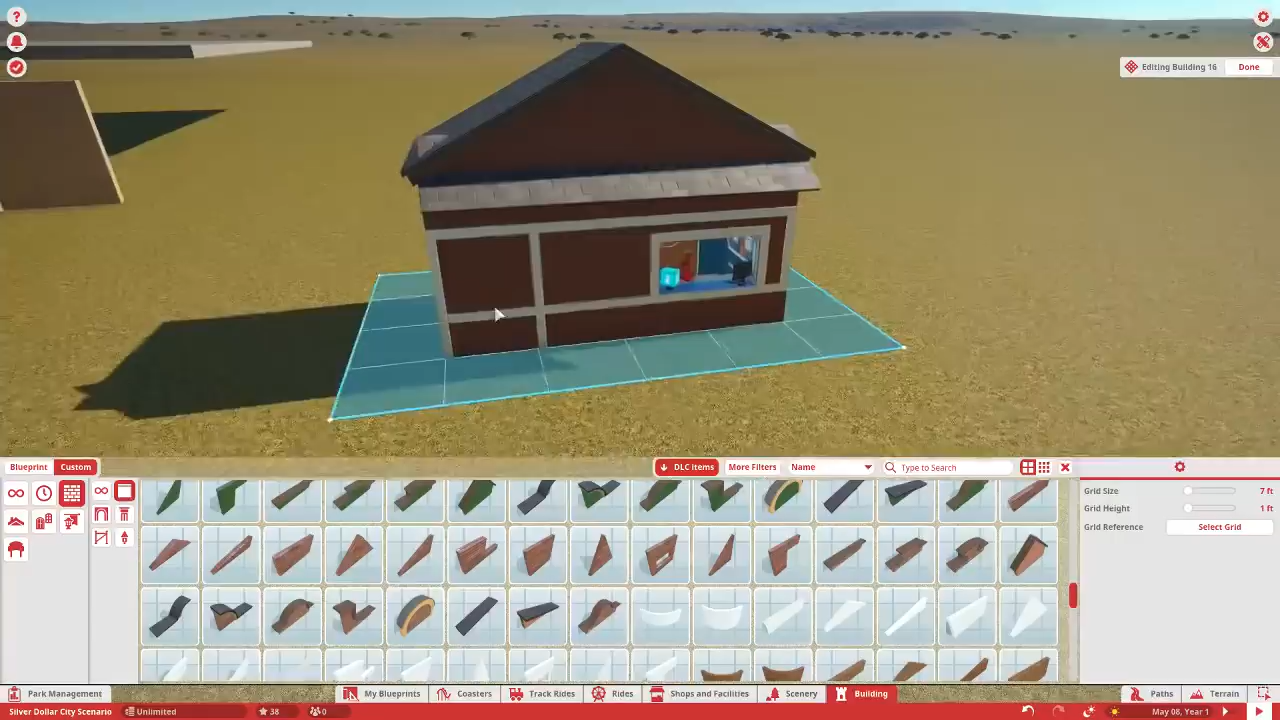 Editing Building 16 Done
Blueprint Custom DLC Items More Filters Name Type to Search
Grid Size 7 ft
Grid Height 1 ft
Grid Reference Select Grid
Park Management My Blueprints Coasters Track Rides Rides Shops and Facilities Scenery Building Paths Terrain
Silver Dollar City Scenario Unlimited 38 0 May 08, Year 1